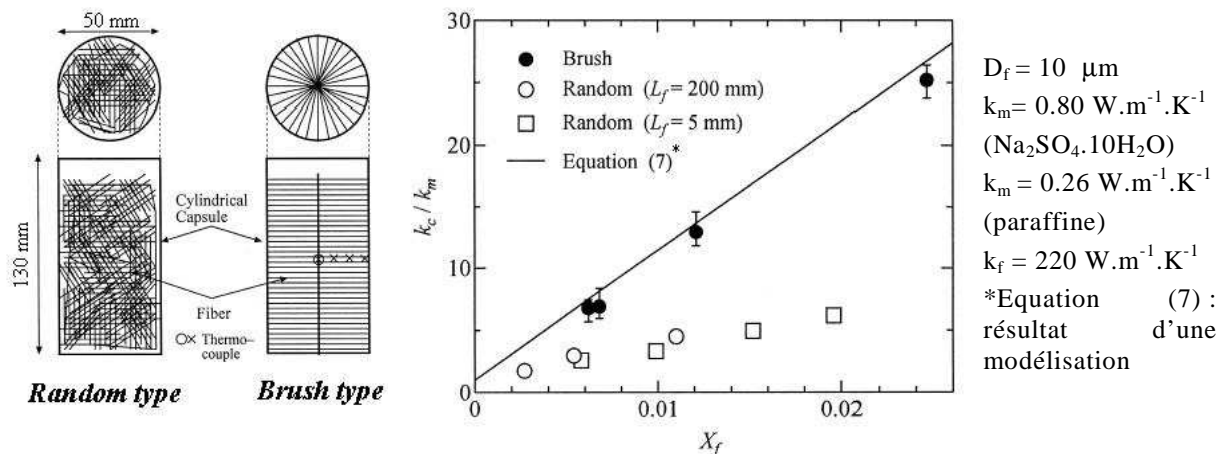 50 mm
130 mm
Cylindrical
Capsule
Fiber
○× Thermo-
couple
Random type
Brush type
30
20
10
0
k_c / k_m
● Brush
○ Random (L_f = 200 mm)
□ Random (L_f = 5 mm)
— Equation (7)*
0
0.01
0.02
X_f
D_f = 10 μm
k_m= 0.80 W.m⁻¹.K⁻¹
(Na₂SO₄.10H₂O)
k_m = 0.26 W.m⁻¹.K⁻¹
(paraffine)
k_f = 220 W.m⁻¹.K⁻¹
*Equation (7) :
résultat d'une
modélisation